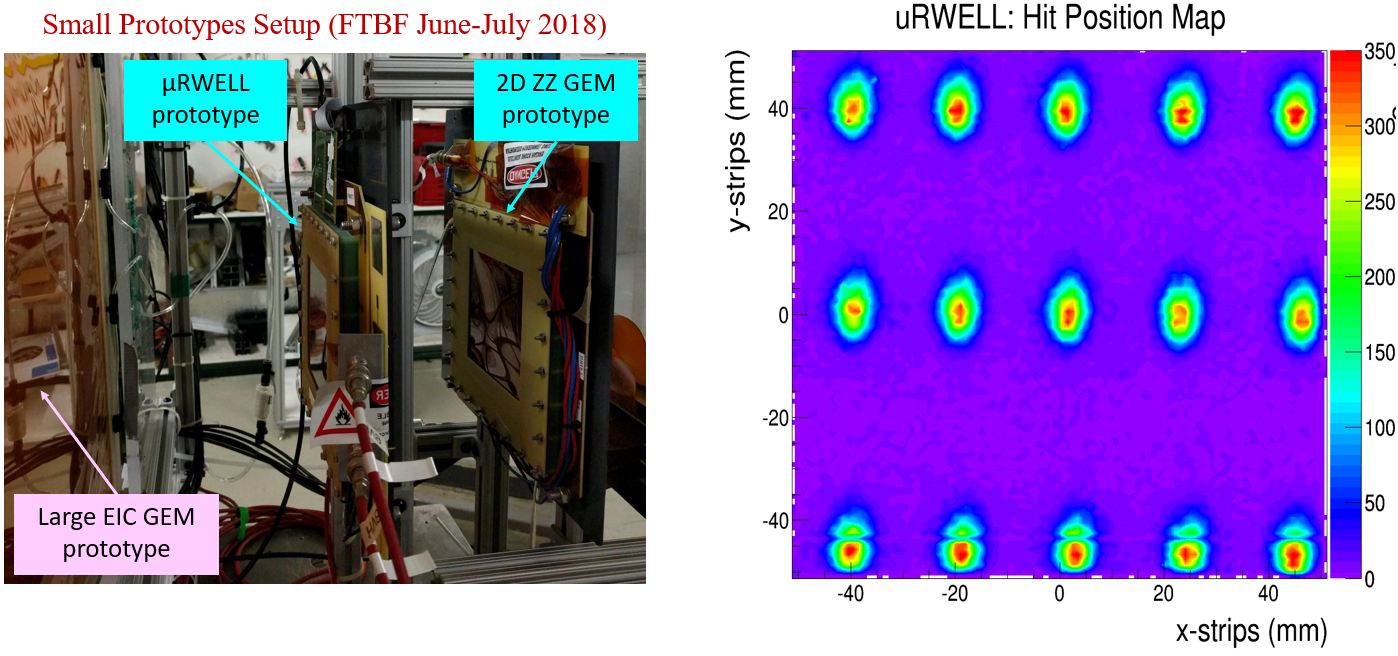 Small Prototypes Setup (FTBF June-July 2018)
µRWELL
prototype
2D ZZ GEM
prototype
Large EIC GEM
prototype
uRWELL: Hit Position Map
y-strips (mm)
40
20
0
-20
-40
-40
-20
0
20
40
x-strips (mm)
350
300
250
200
150
100
50
0